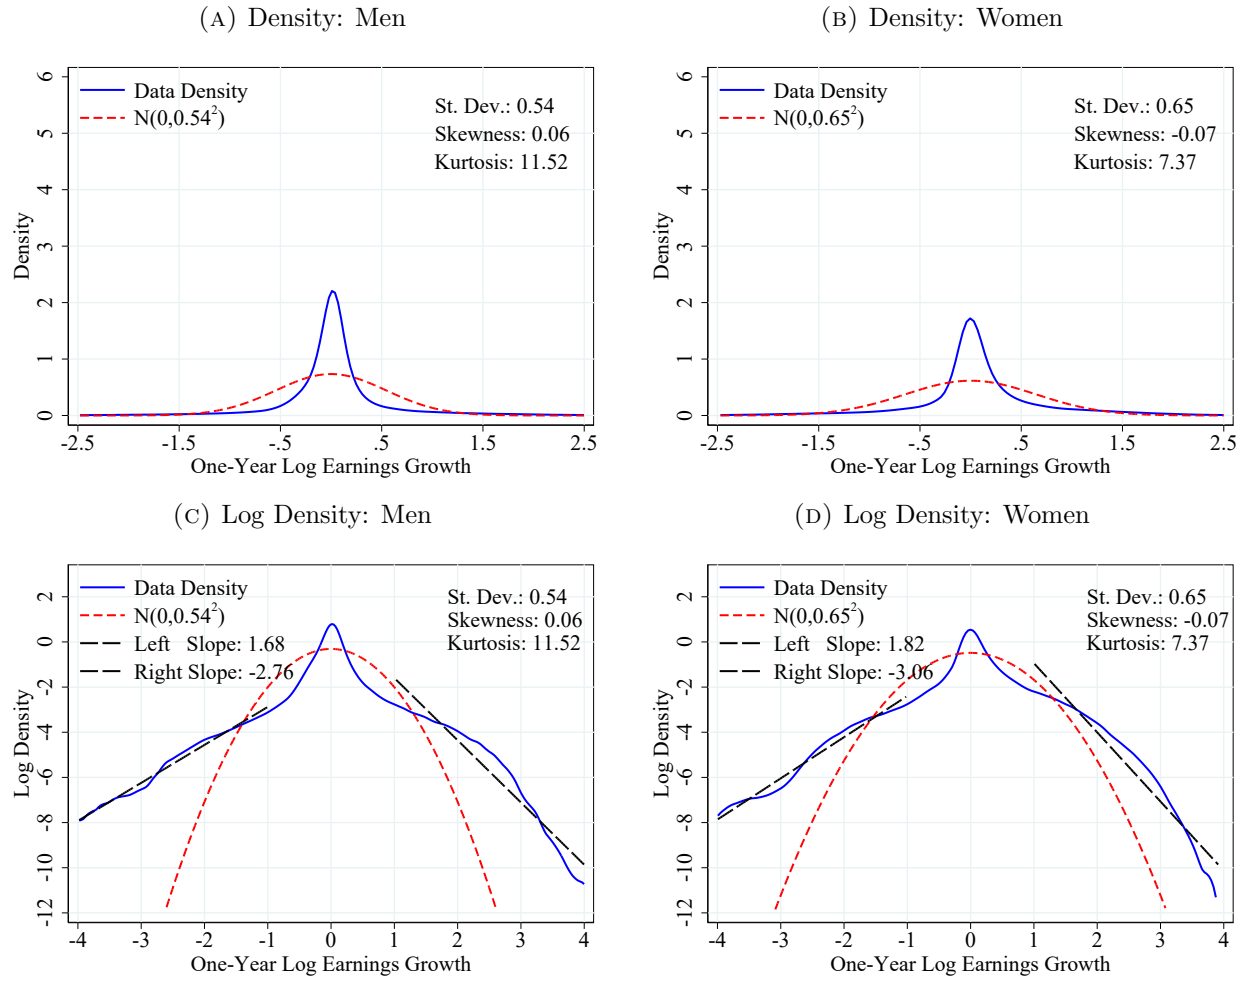 (A) Density: Men
Data Density
N(0,0.54²)
St. Dev.: 0.54
Skewness: 0.06
Kurtosis: 11.52
Density
6
5
4
3
2
1
0
-2.5 -1.5 -.5 .5 1.5 2.5
One-Year Log Earnings Growth
(B) Density: Women
Data Density
N(0,0.65²)
St. Dev.: 0.65
Skewness: -0.07
Kurtosis: 7.37
Density
6
5
4
3
2
1
0
-2.5 -1.5 -.5 .5 1.5 2.5
One-Year Log Earnings Growth
(C) Log Density: Men
Data Density
N(0,0.54²)
Left Slope: 1.68
Right Slope: -2.76
St. Dev.: 0.54
Skewness: 0.06
Kurtosis: 11.52
Log Density
2
0
-2
-4
-6
-8
-10
-12
-4 -3 -2 -1 0 1 2 3 4
One-Year Log Earnings Growth
(D) Log Density: Women
Data Density
N(0,0.65²)
Left Slope: 1.82
Right Slope: -3.06
St. Dev.: 0.65
Skewness: -0.07
Kurtosis: 7.37
Log Density
2
0
-2
-4
-6
-8
-10
-12
-4 -3 -2 -1 0 1 2 3 4
One-Year Log Earnings Growth